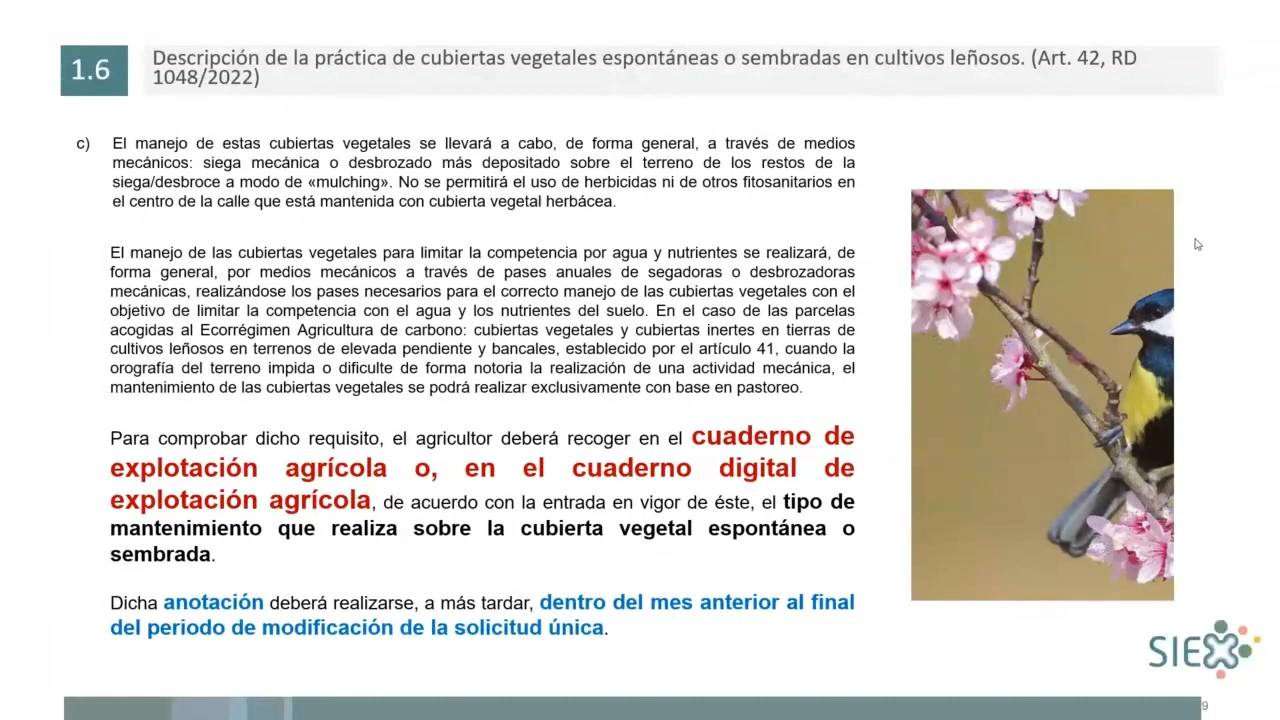 1.6
Descripción de la práctica de cubiertas vegetales espontáneas o sembradas en cultivos leñosos. (Art. 42, RD
1048/2022)
c) El manejo de estas cubiertas vegetales se llevará a cabo, de forma general, a través de medios
mecánicos: siega mecánica o desbrozado más depositado sobre el terreno de los restos de la
siega/desbroce a modo de «mulching». No se permitirá el uso de herbicidas ni de otros fitosanitarios en
el centro de la calle que está mantenida con cubierta vegetal herbácea.
El manejo de las cubiertas vegetales para limitar la competencia por agua y nutrientes se realizará, de
forma general, por medios mecánicos a través de pases anuales de segadoras o desbrozadoras
mecánicas, realizándose los pases necesarios para el correcto manejo de las cubiertas vegetales con el
objetivo de limitar la competencia con el agua y los nutrientes del suelo. En el caso de las parcelas
acogidas al Ecorrégimen Agricultura de carbono: cubiertas vegetales y cubiertas inertes en tierras de
cultivos leñosos en terrenos de elevada pendiente y bancales, establecido por el artículo 41, cuando la
orografía del terreno impida o dificulte de forma notoria la realización de una actividad mecánica, el
mantenimiento de las cubiertas vegetales se podrá realizar exclusivamente con base en pastoreo.
Para comprobar dicho requisito, el agricultor deberá recoger en el cuaderno de
explotación agrícola o, en el cuaderno digital de
explotación agrícola, de acuerdo con la entrada en vigor de éste, el tipo de
mantenimiento que realiza sobre la cubierta vegetal espontánea o
sembrada.
Dicha anotación deberá realizarse, a más tardar, dentro del mes anterior al final
del periodo de modificación de la solicitud única.
SIEX
9